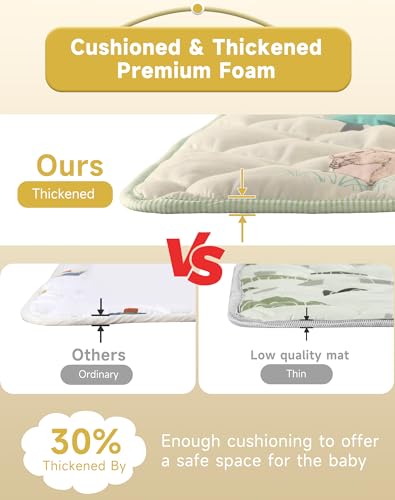 Cushioned & Thickened
Premium Foam
Ours
Thickened
VS
Others
Ordinary
Low quality mat
Thin
30%
Thickened By
Enough cushioning to offer
a safe space for the baby